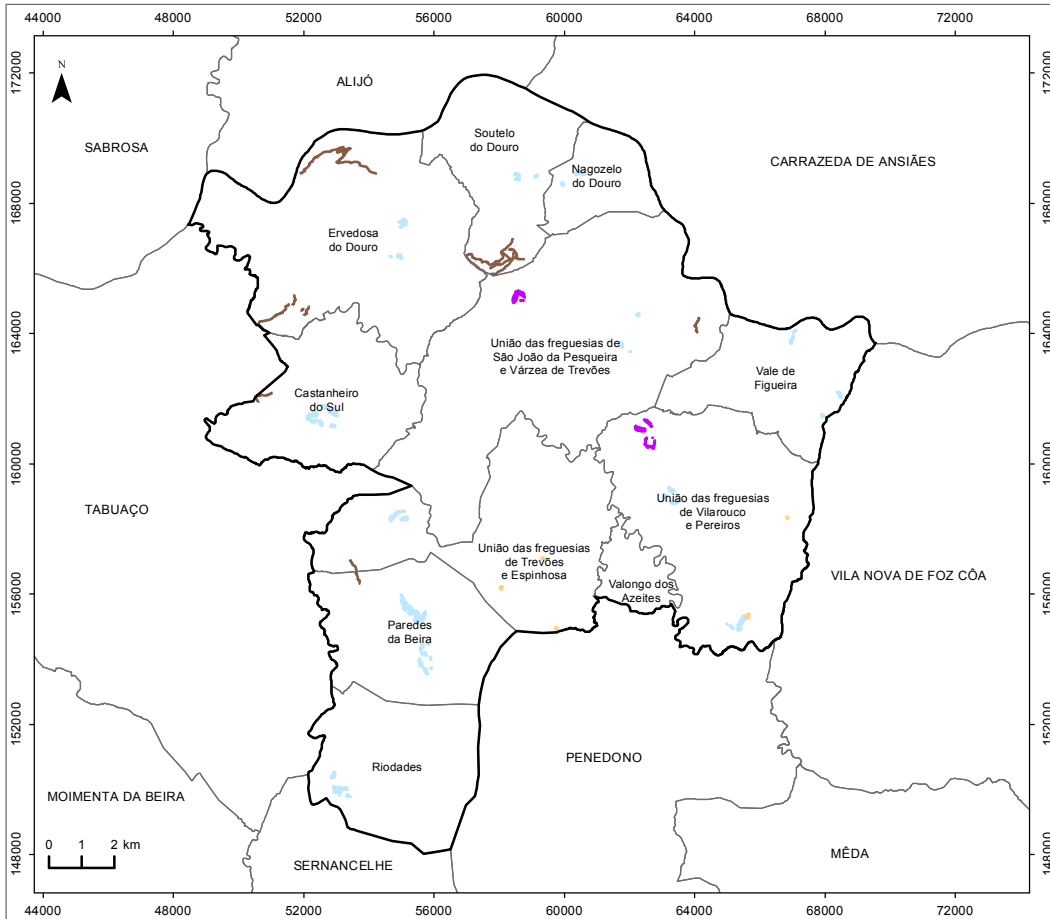 44000 48000 52000 56000 60000 64000 68000 72000
172000 172000
N
ALIJÓ
SABROSA
Soutelo
do Douro
CARRAZEDA DE ANSIÃES
Nagozelo
do Douro
168000 168000
Ervedosa
do Douro
164000 164000
União das freguesias de
São João da Pesqueira
e Várzea de Trevões
Vale de
Figueira
Castanheiro
do Sul
160000 160000
TABUAÇO
União das freguesias
de Vilarouco
e Pereiros
União das freguesias
de Trevões
e Espinhosa
VILA NOVA DE FOZ CÔA
Valongo dos
Azeites
156000 156000
Paredes
da Beira
152000 152000
PENEDONO
Riodades
MOIMENTA DA BEIRA
0 1 2 km
SERNANCELHE
MÊDA
148000 148000
44000 48000 52000 56000 60000 64000 68000 72000